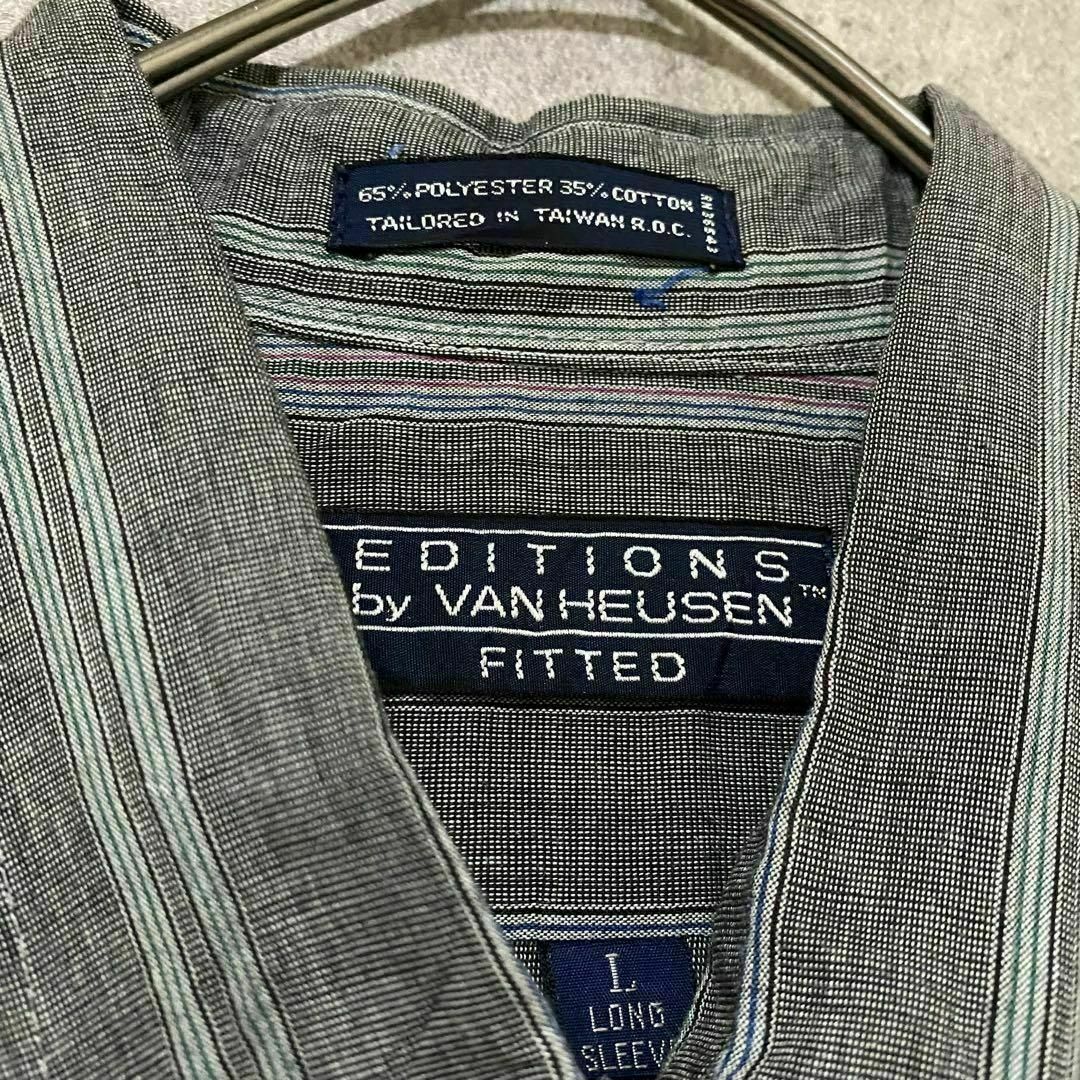 65% POLYESTER 35% COTTON
TAILORED IN TAIWAN R.O.C.
EDITIONS
by VAN HEUSEN™
FITTED
L
LONG